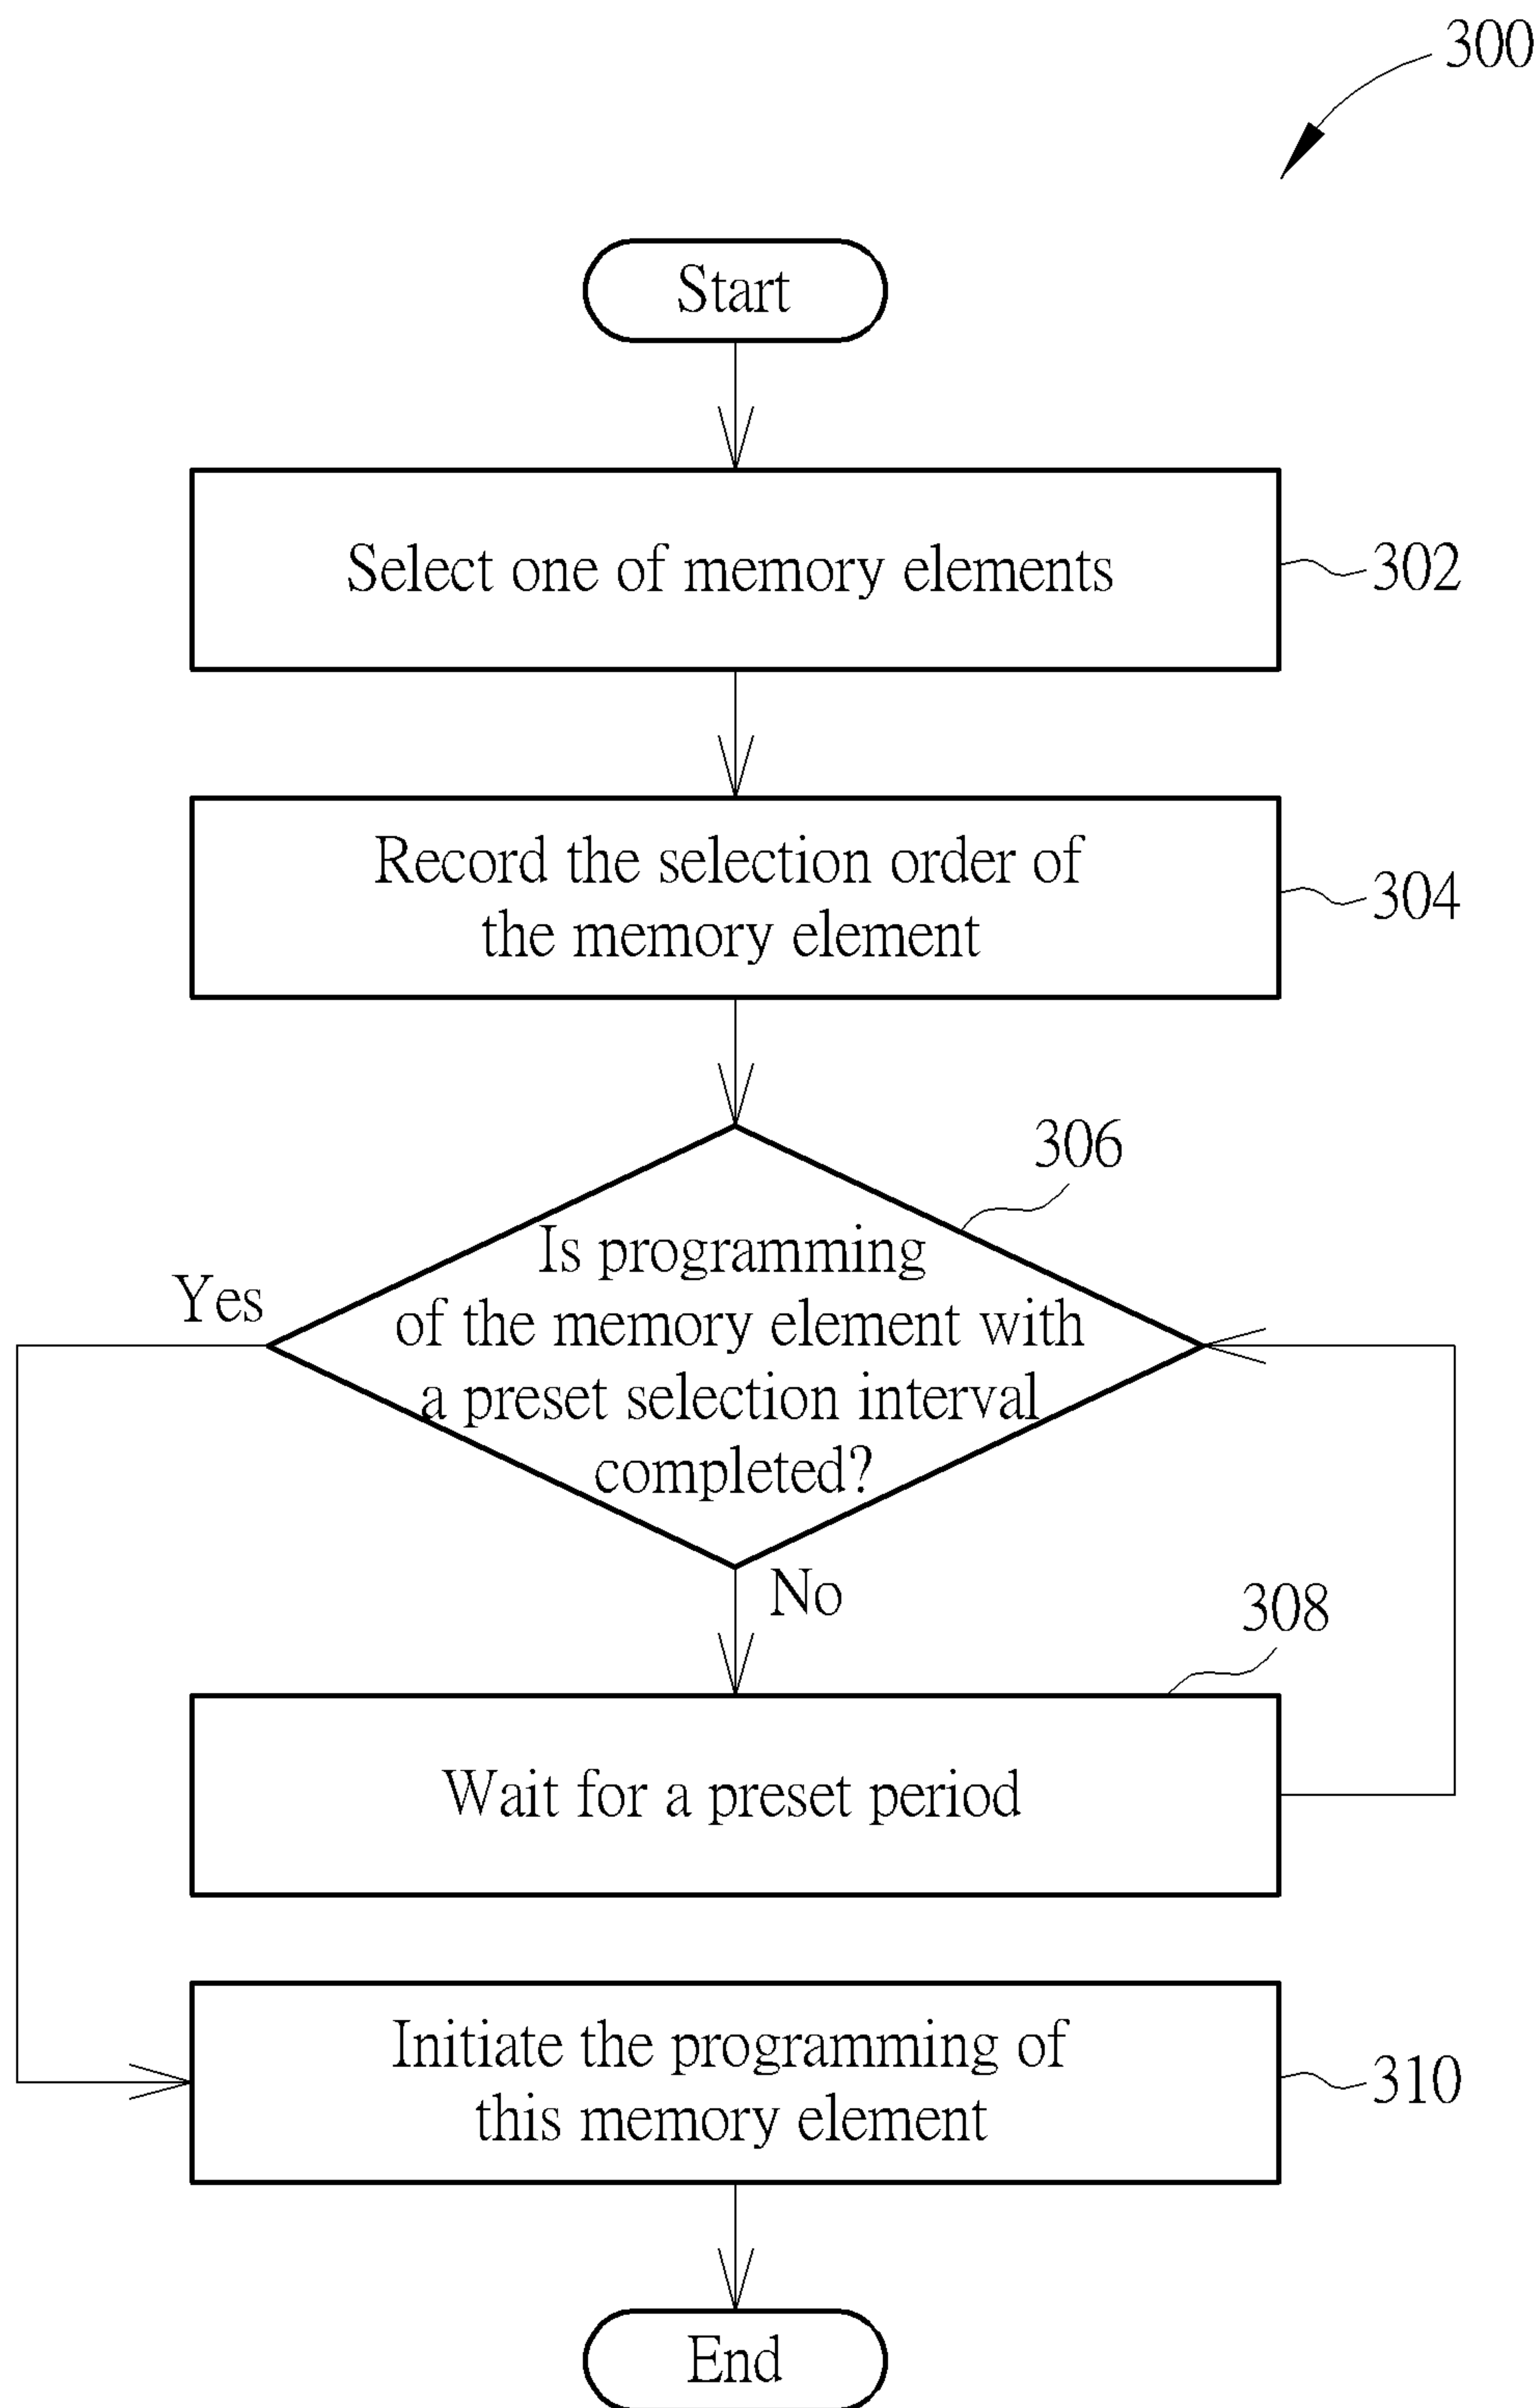 300
Start
Select one of memory elements
302
Record the selection order of
the memory element
304
306
Is programming
of the memory element with
a preset selection interval
completed?
Yes
No
308
Wait for a preset period
Initiate the programming of
this memory element
310
End